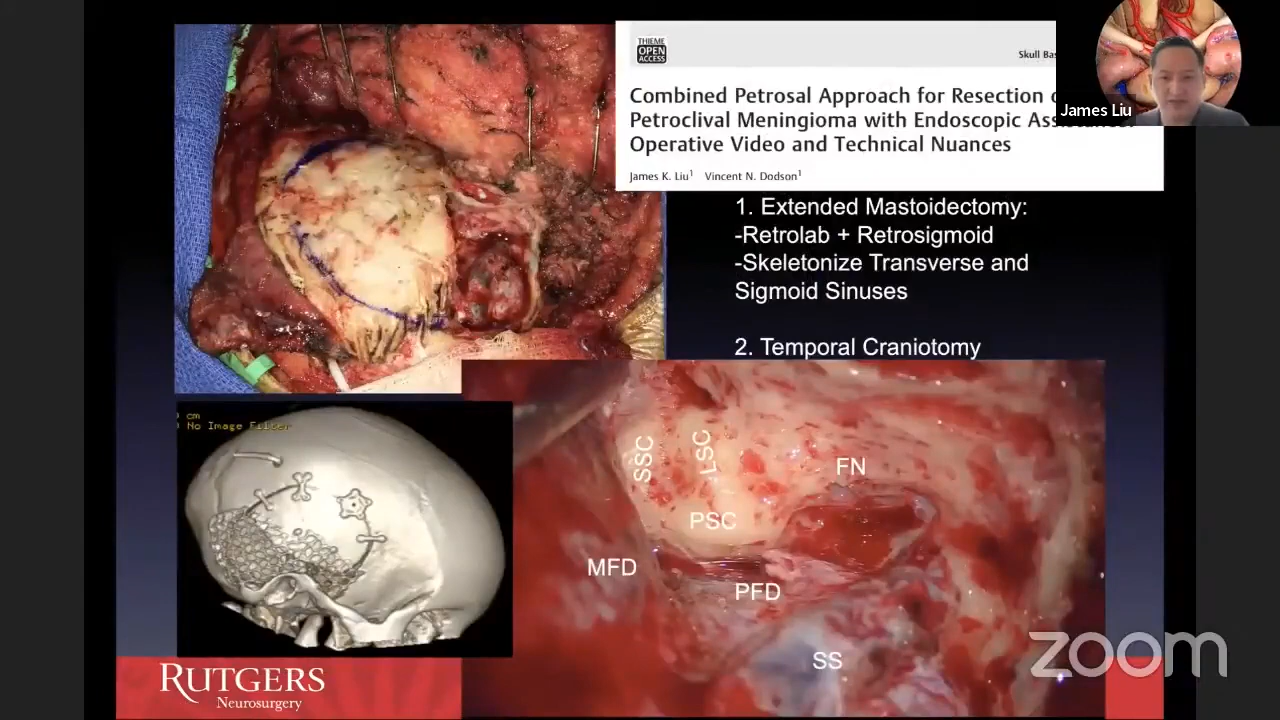 THIEME
OPEN
ACCESS
Skull
Combined Petrosal Approach for Resection
Petroclival Meningioma with Endoscopic
Operative Video and Technical Nuances
James K. Liu1 Vincent N. Dodson1
James Liu
1. Extended Mastoidectomy:
-Retrolab + Retrosigmoid
-Skeletonize Transverse and
Sigmoid Sinuses
2. Temporal Craniotomy
cm
No Image Filter
SSC
LSC
FN
PSC
MFD
PFD
SS
RUTGERS
Neurosurgery
zoom